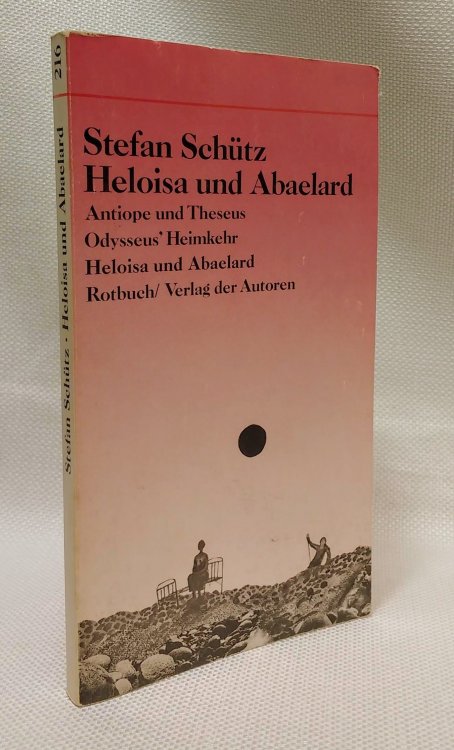 216
Stefan Schütz · Heloisa und Abaelard
Stefan Schütz
Heloisa und Abaelard
Antiope und Theseus
Odysseus' Heimkehr
Heloisa und Abaelard
Rotbuch/ Verlag der Autoren